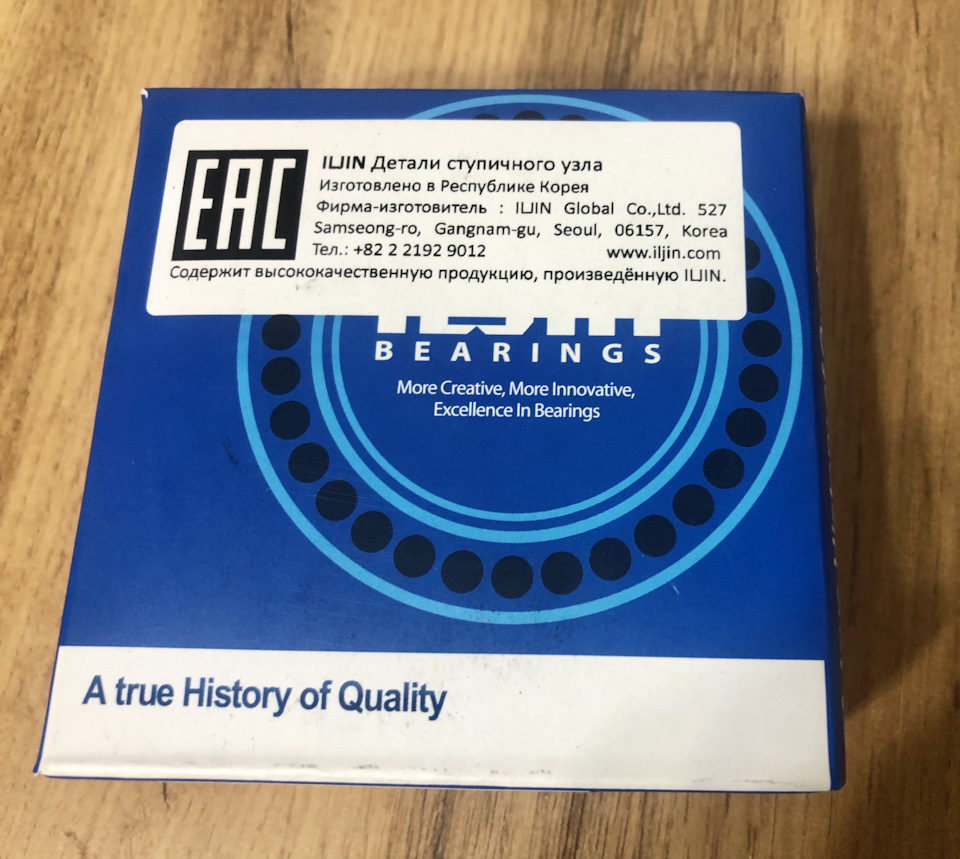 EAC
ILJIN Детали ступичного узла
Изготовлено в Республике Корея
Фирма-изготовитель : ILJIN Global Co.,Ltd. 527
Samseong-ro, Gangnam-gu, Seoul, 06157, Korea
Тел.: +82 2 2192 9012 www.iljin.com
Содержит высококачественную продукцию, произведённую ILJIN.
BEARINGS
More Creative, More Innovative,
Excellence In Bearings
A true History of Quality